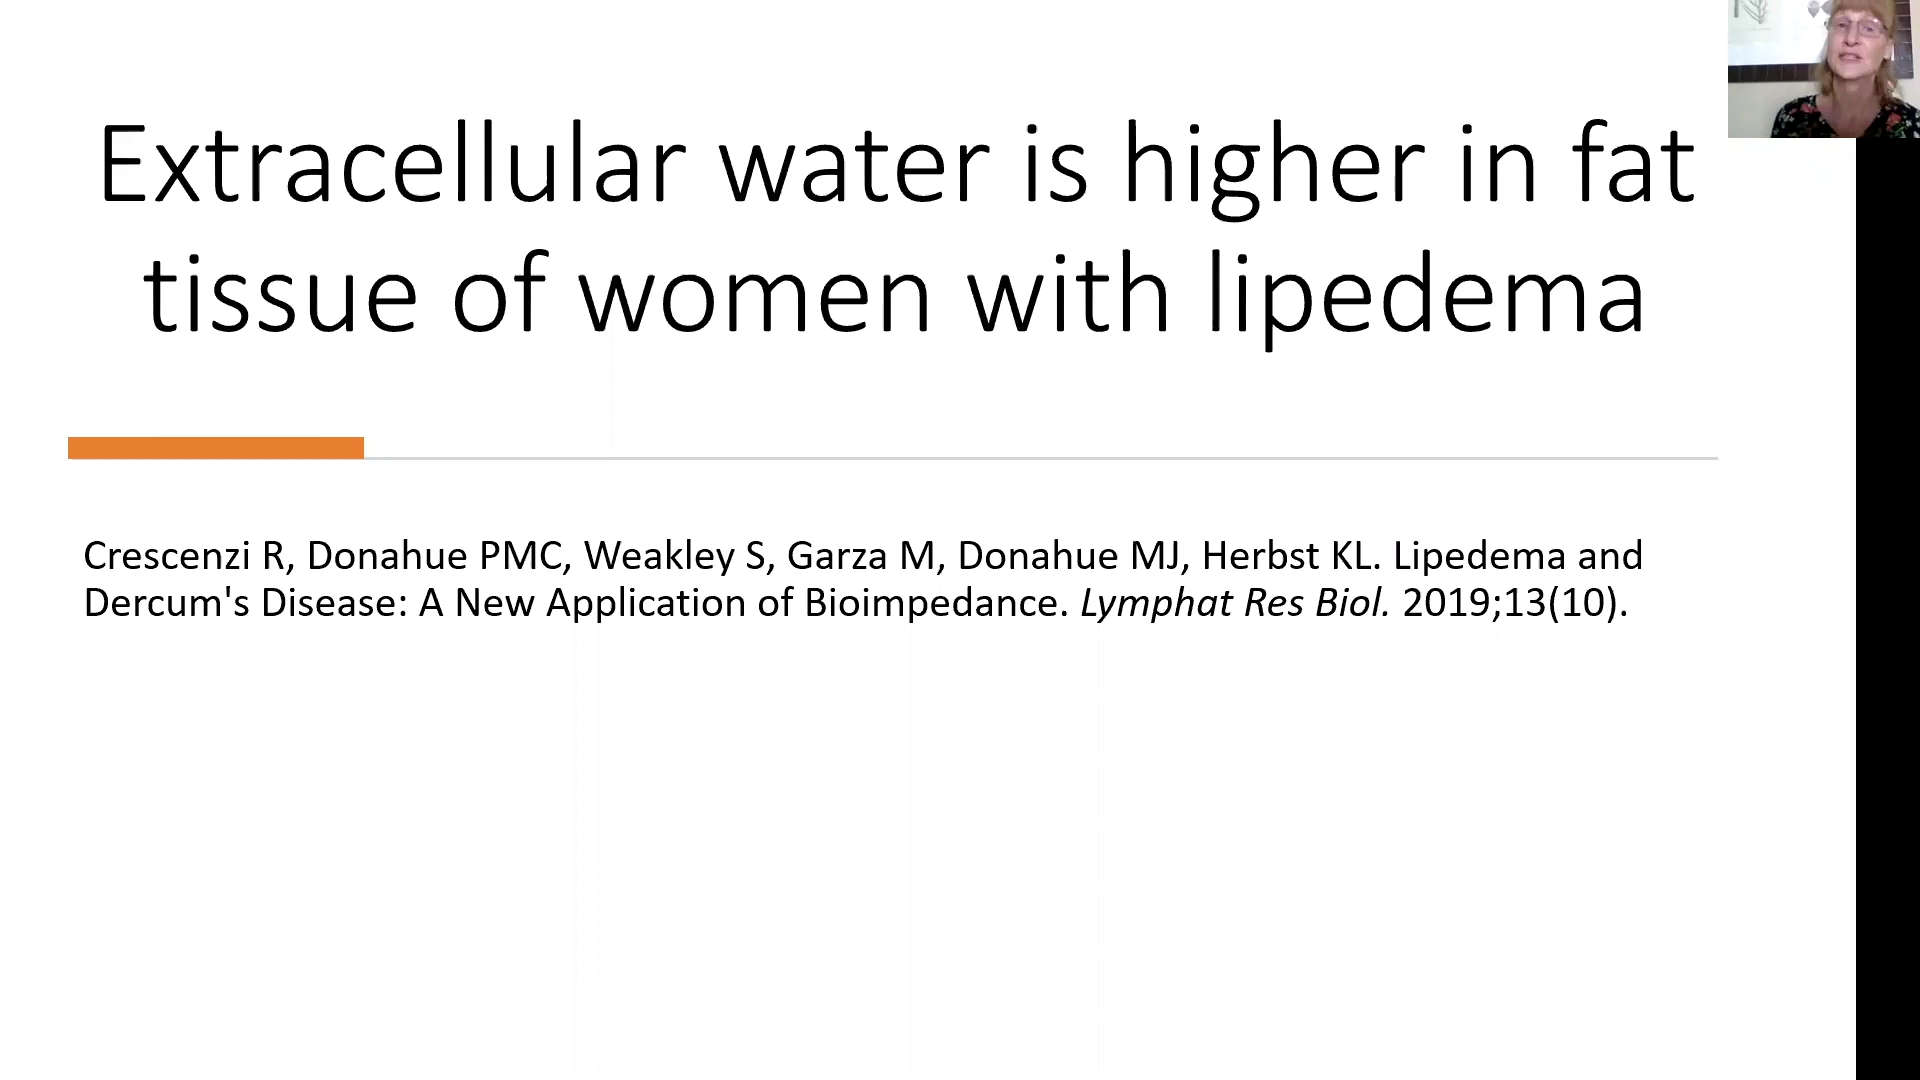 Extracellular water is higher in fat
tissue of women with lipedema
Crescenzi R, Donahue PMC, Weakley S, Garza M, Donahue MJ, Herbst KL. Lipedema and
Dercum's Disease: A New Application of Bioimpedance. Lymphat Res Biol. 2019;13(10).